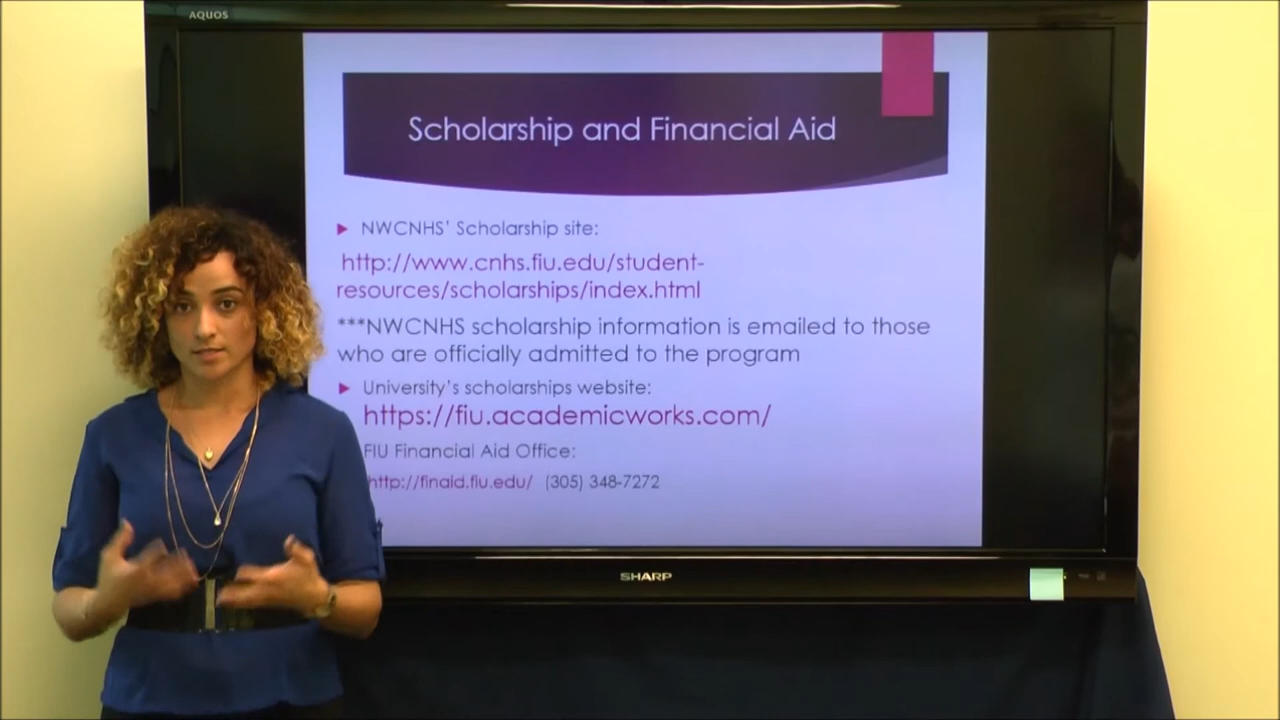 AQUOS
Scholarship and Financial Aid
NWCNHS’ Scholarship site:
http://www.cnhs.fiu.edu/student-
resources/scholarships/index.html
***NWCNHS scholarship information is emailed to those
who are officially admitted to the program
University’s scholarships website:
https://fiu.academicworks.com/
FIU Financial Aid Office:
http://finaid.fiu.edu/ (305) 348-7272
SHARP